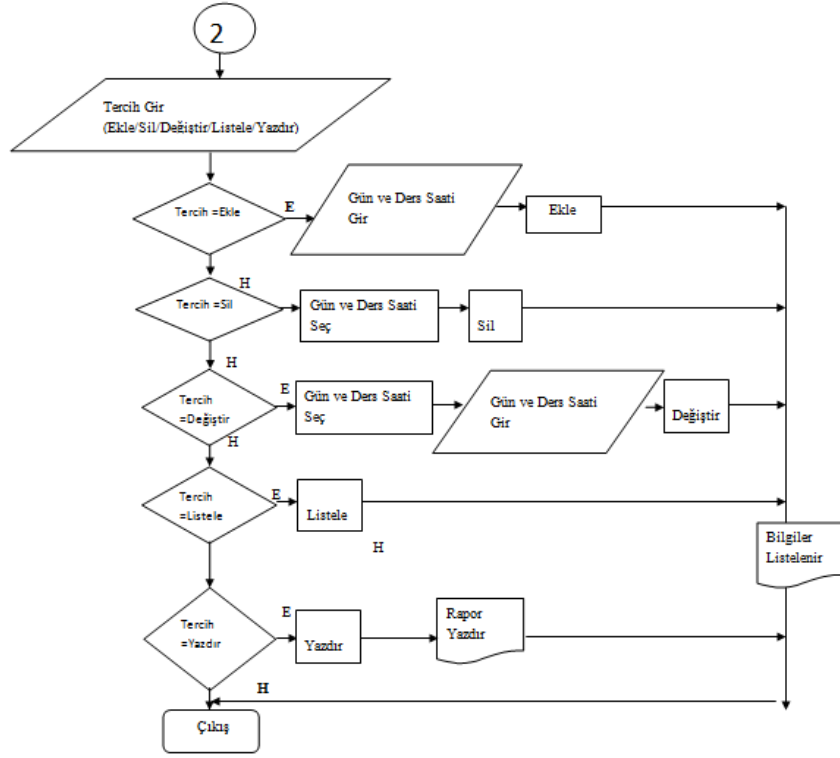 2
Tercih Gir
(Ekle/Sil/Değiştir/Listele/Yazdır)
Tercih =Ekle
E
Gün ve Ders Saati
Gir
Ekle
H
Tercih =Sil
Gün ve Ders Saati
Seç
Sil
H
Tercih
=Değiştir
E
Gün ve Ders Saati
Seç
Gün ve Ders Saati
Gir
Değiştir
H
Tercih
=Listele
E
Listele
H
Bilgiler
Listelenir
Tercih
=Yazdır
E
Yazdır
Rapor
Yazdır
H
Çıkış